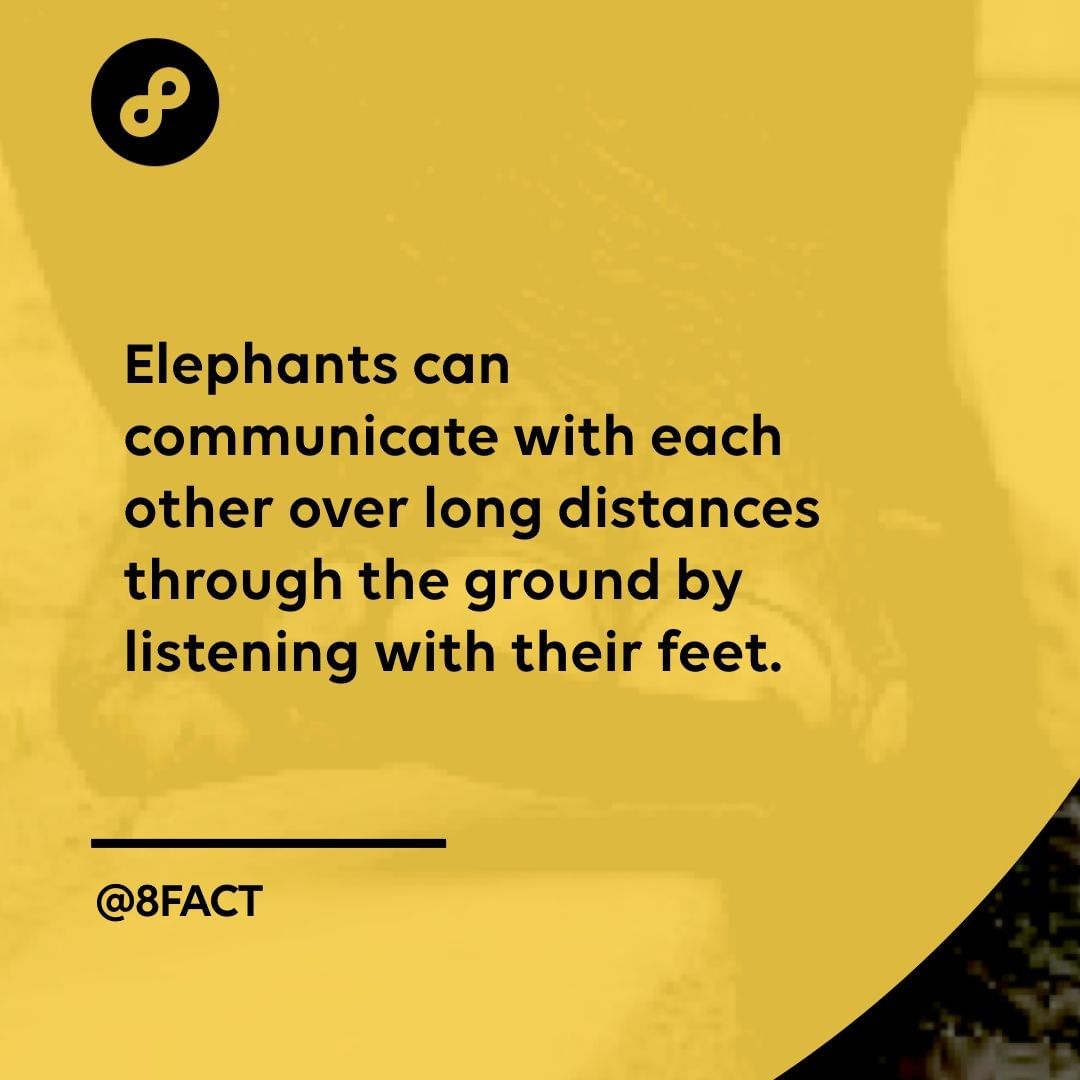 Elephants can
communicate with each
other over long distances
through the ground by
listening with their feet.
@8FACT